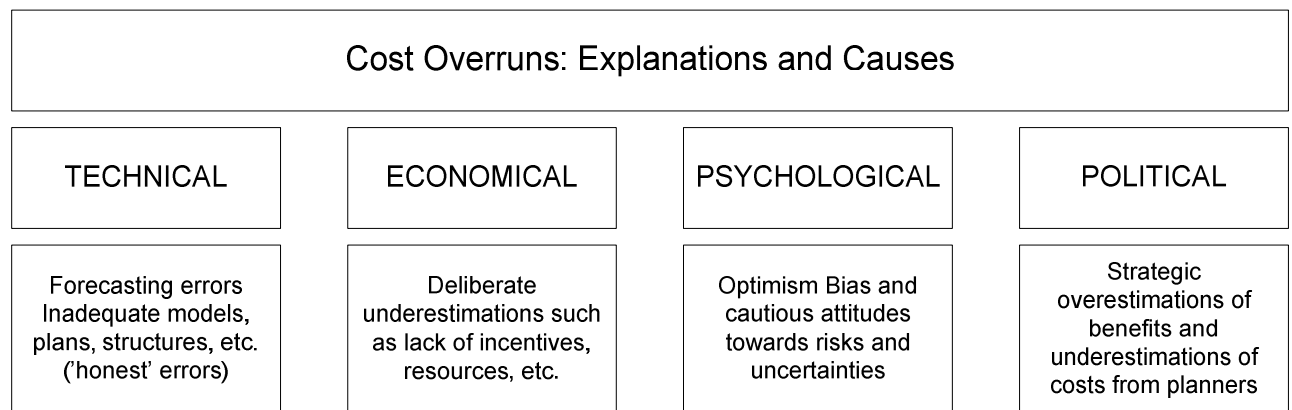 Cost Overruns: Explanations and Causes
TECHNICAL
ECONOMICAL
PSYCHOLOGICAL
POLITICAL
Forecasting errors
Inadequate models,
plans, structures, etc.
('honest' errors)
Deliberate
underestimations such
as lack of incentives,
resources, etc.
Optimism Bias and
cautious attitudes
towards risks and
uncertainties
Strategic
overestimations of
benefits and
underestimations of
costs from planners